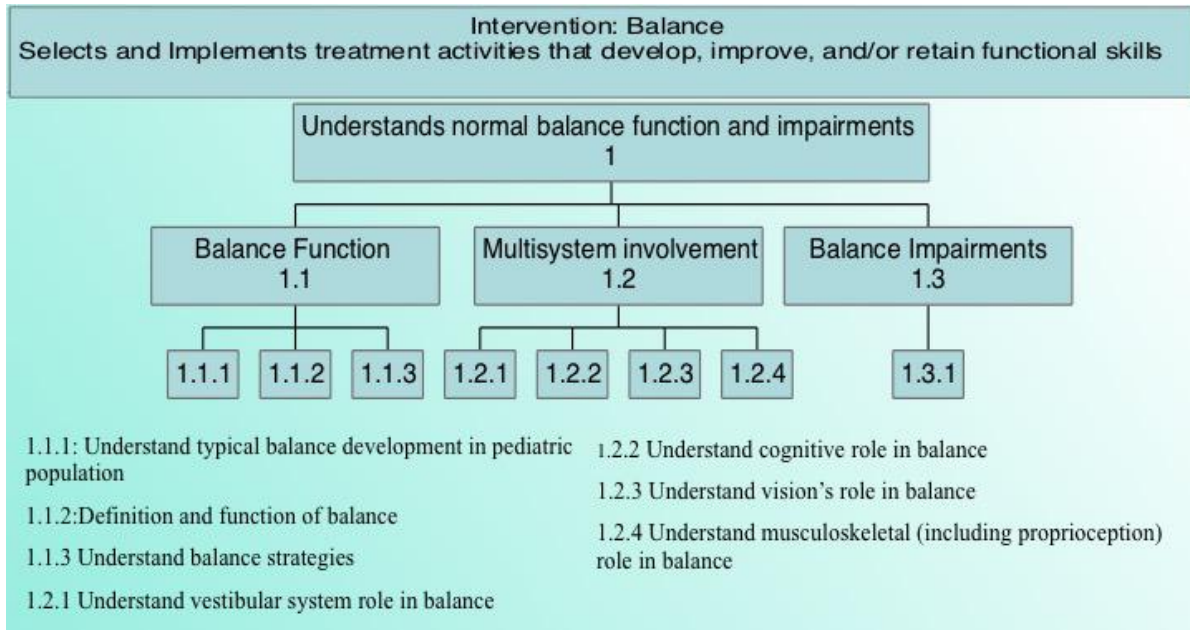 Intervention: Balance
Selects and Implements treatment activities that develop, improve, and/or retain functional skills
Understands normal balance function and impairments
1
Balance Function
1.1
Multisystem involvement
1.2
Balance Impairments
1.3
1.1.1
1.1.2
1.1.3
1.2.1
1.2.2
1.2.3
1.2.4
1.3.1
1.1.1: Understand typical balance development in pediatric
population
1.1.2:Definition and function of balance
1.1.3 Understand balance strategies
1.2.1 Understand vestibular system role in balance
1.2.2 Understand cognitive role in balance
1.2.3 Understand vision’s role in balance
1.2.4 Understand musculoskeletal (including proprioception)
role in balance